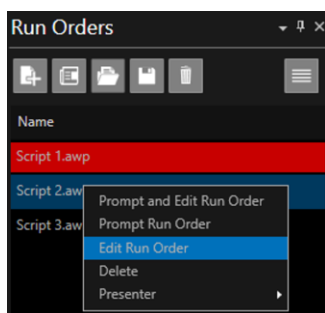 Run Orders
Name
Script 1.awp
Script 2.aw
Prompt and Edit Run Order
Prompt Run Order
Script 3.aw
Edit Run Order
Delete
Presenter